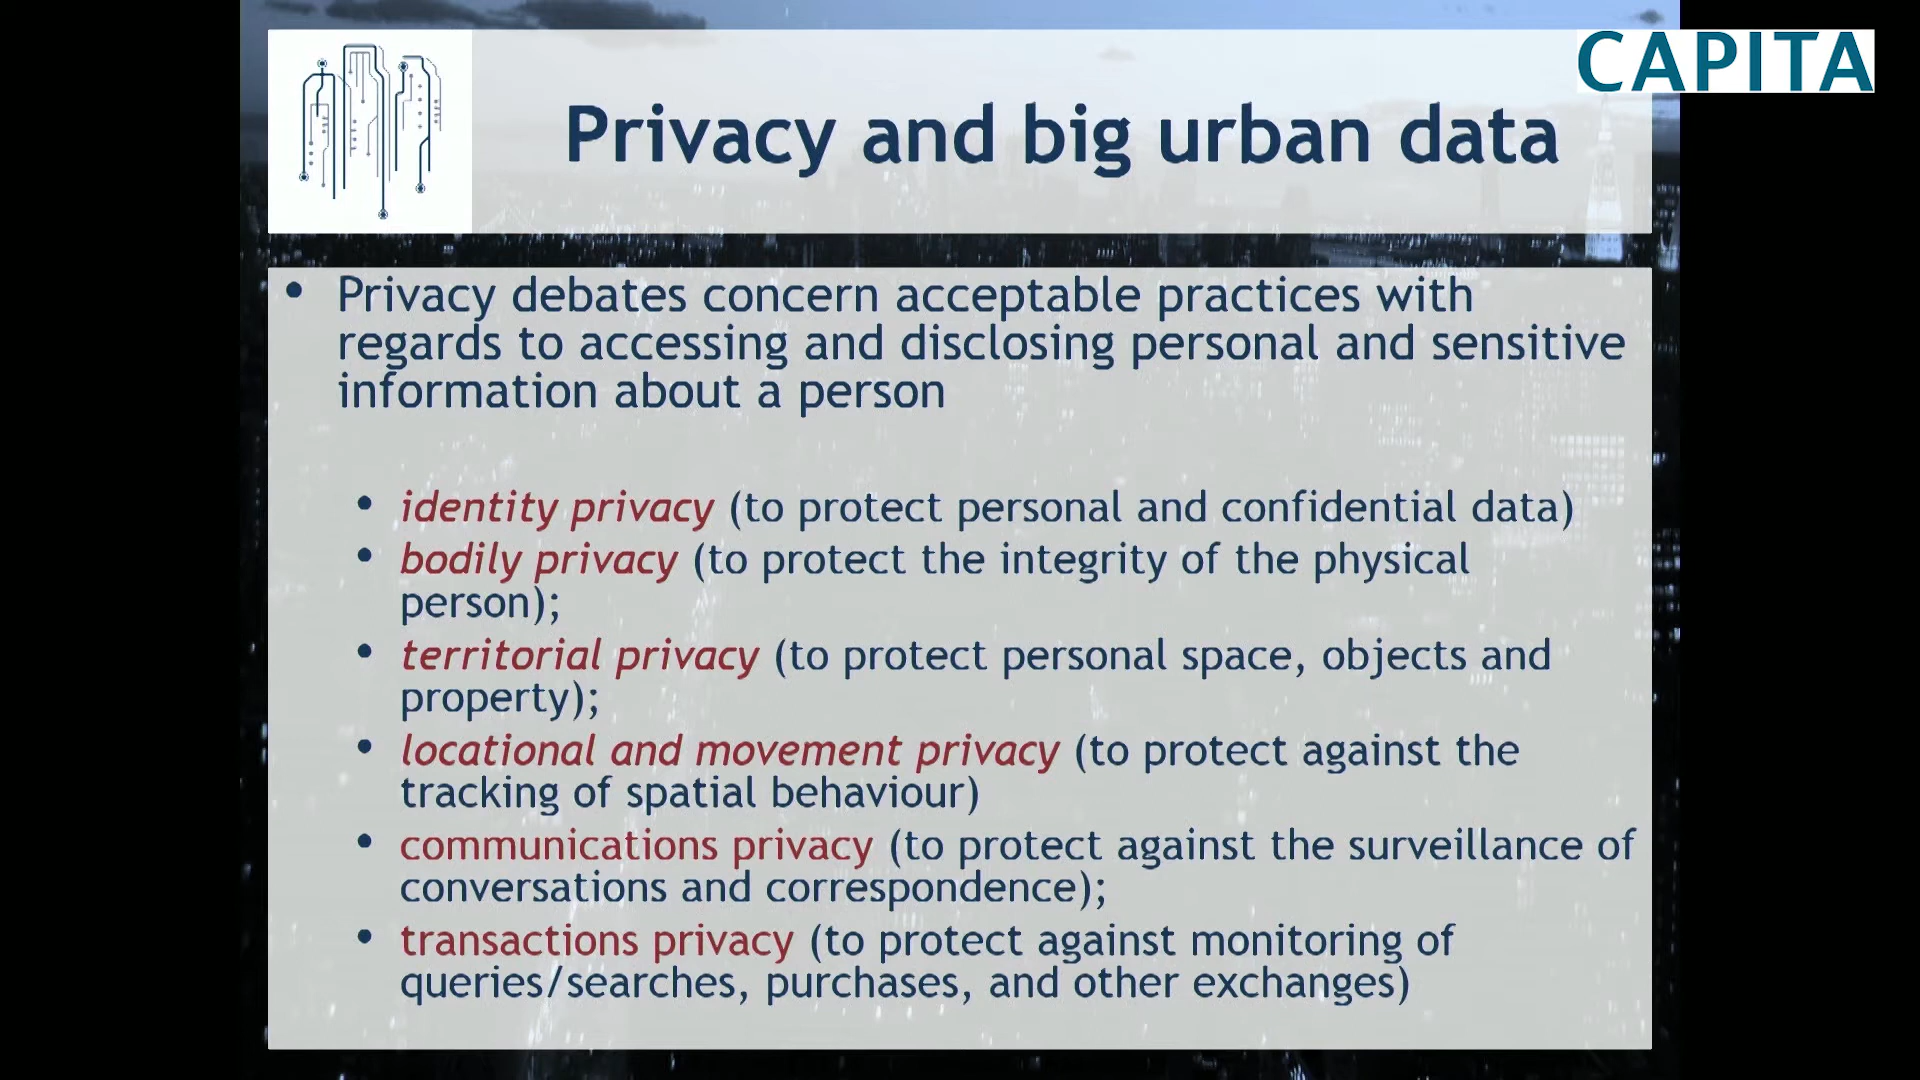 CAPITA
Privacy and big urban data
• Privacy debates concern acceptable practices with
regards to accessing and disclosing personal and sensitive
information about a person
• identity privacy (to protect personal and confidential data)
• bodily privacy (to protect the integrity of the physical
person);
• territorial privacy (to protect personal space, objects and
property);
• locational and movement privacy (to protect against the
tracking of spatial behaviour)
• communications privacy (to protect against the surveillance of
conversations and correspondence);
• transactions privacy (to protect against monitoring of
queries/searches, purchases, and other exchanges)